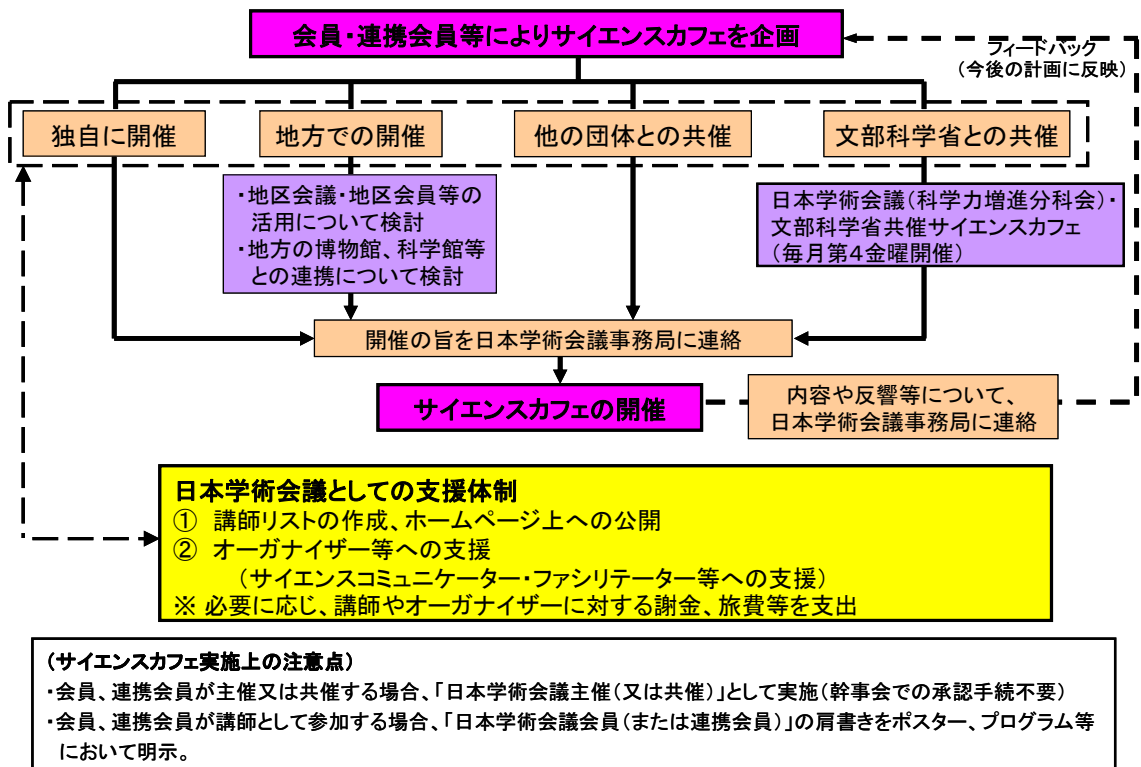 会員・連携会員等によりサイエンスカフェを企画
フィードバック
（今後の計画に反映）
独自に開催
地方での開催
他の団体との共催
文部科学省との共催
・地区会議・地区会員等の
活用について検討
・地方の博物館、科学館等
との連携について検討
日本学術会議（科学力増進分科会）・
文部科学省共催サイエンスカフェ
（毎月第４金曜開催）
開催の旨を日本学術会議事務局に連絡
サイエンスカフェの開催
内容や反響等について、
日本学術会議事務局に連絡
日本学術会議としての支援体制
① 講師リストの作成、ホームページ上への公開
② オーガナイザー等への支援
（サイエンスコミュニケーター・ファシリテーター等への支援）
※ 必要に応じ、講師やオーガナイザーに対する謝金、旅費等を支出
（サイエンスカフェ実施上の注意点）
・会員、連携会員が主催又は共催する場合、「日本学術会議主催（又は共催）」として実施（幹事会での承認手続不要）
・会員、連携会員が講師として参加する場合、「日本学術会議会員（または連携会員）」の肩書きをポスター、プログラム等
において明示。